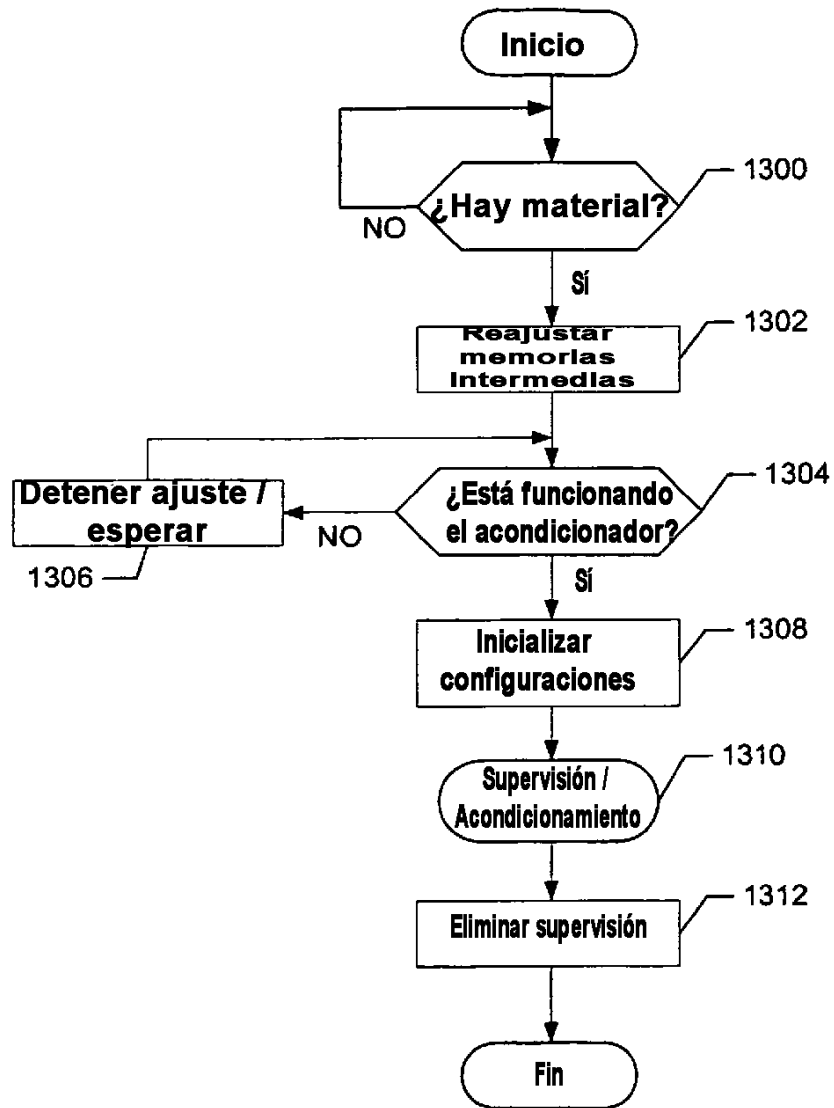 Inicio
¿Hay material?
1300
NO
Sí
1302
Reajustar
memorias
Intermedias
1304
¿Está funcionando
el acondicionador?
Detener ajuste /
esperar
NO
1306
Sí
1308
Inicializar
configuraciones
1310
Supervisión /
Acondicionamiento
1312
Eliminar supervisión
Fin